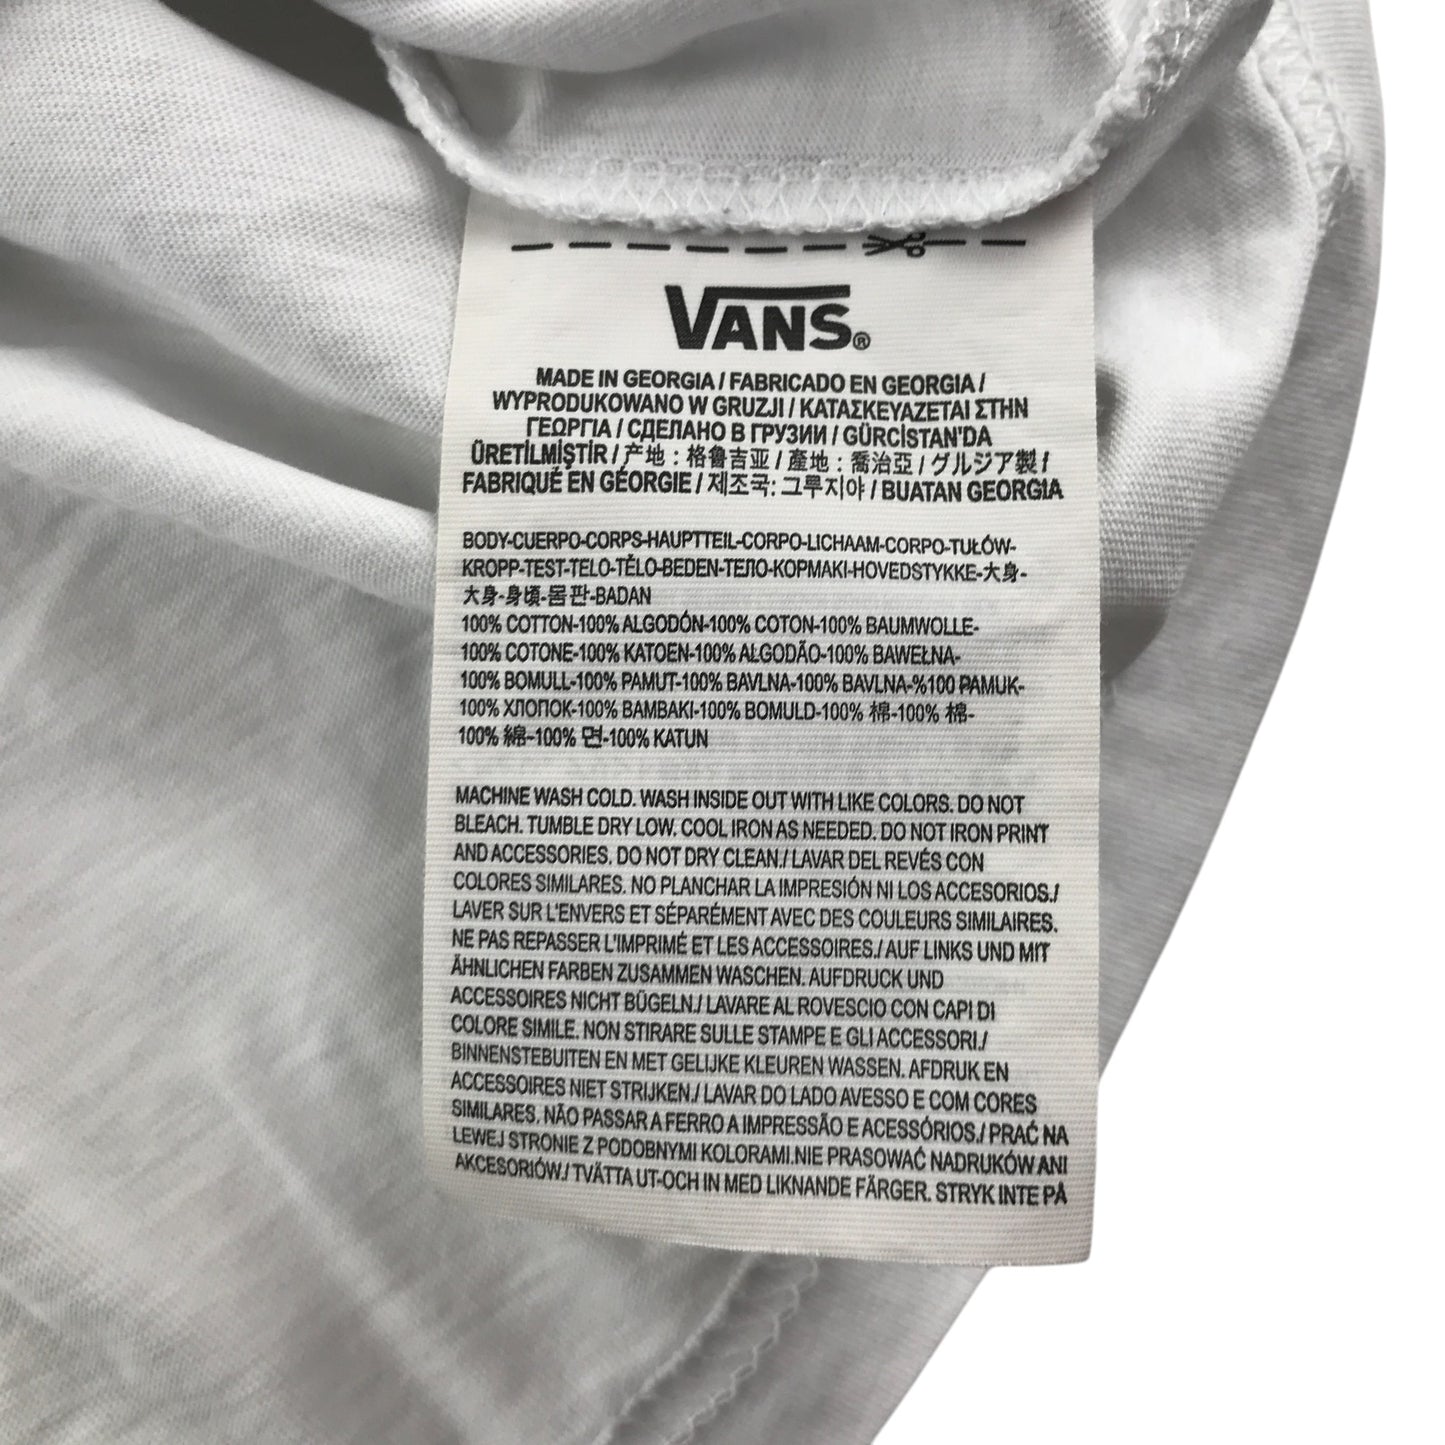 VANS®
MADE IN GEORGIA / FABRICADO EN GEORGIA /
WYPRODUKOWANO W GRUZJI / ΚΑΤΑΣΚΕΥΑΖΕΤΑΙ ΣΤΗΝ
ΓΕΩΡΓΙΑ / СДЕЛАНО В ГРУЗИИ / GÜRCİSTAN'DA
ÜRETİLMİŞTİR / 产地 : 格鲁吉亚 / 產地 : 喬治亞 / グルジア製 /
FABRIQUÉ EN GÉORGIE / 제조국: 그루지야 / BUATAN GEORGIA
BODY-CUERPO-CORPS-HAUPTTEIL-CORPO-LICHAAM-CORPO-TUŁÓW-
KROPP-TEST-TELO-TĚLO-BEDEN-ТЕЛО-ΚΟΡΜΑΚΙ-HOVEDSTYKKE-大身-
大身-身頃-몸판-BADAN
100% COTTON-100% ALGODÓN-100% COTON-100% BAUMWOLLE-
100% COTONE-100% KATOEN-100% ALGODÃO-100% BAWEŁNA-
100% BOMULL-100% PAMUT-100% BAVLNA-100% BAVLNA-%100 PAMUK-
100% ХЛОПОК-100% ΒΑΜΒΑΚΙ-100% BOMULD-100% 棉-100% 棉-
100% 綿-100% 면-100% KATUN
MACHINE WASH COLD. WASH INSIDE OUT WITH LIKE COLORS. DO NOT
BLEACH. TUMBLE DRY LOW. COOL IRON AS NEEDED. DO NOT IRON PRINT
AND ACCESSORIES. DO NOT DRY CLEAN./ LAVAR DEL REVÉS CON
COLORES SIMILARES. NO PLANCHAR LA IMPRESIÓN NI LOS ACCESORIOS./
LAVER SUR L'ENVERS ET SÉPARÉMENT AVEC DES COULEURS SIMILAIRES.
NE PAS REPASSER L'IMPRIMÉ ET LES ACCESSOIRES./ AUF LINKS UND MIT
ÄHNLICHEN FARBEN ZUSAMMEN WASCHEN. AUFDRUCK UND
ACCESSOIRES NICHT BÜGELN./ LAVARE AL ROVESCIO CON CAPI DI
COLORE SIMILE. NON STIRARE SULLE STAMPE E GLI ACCESSORI./
BINNENSTEBUITEN EN MET GELIJKE KLEUREN WASSEN. AFDRUK EN
ACCESSOIRES NIET STRIJKEN./ LAVAR DO LADO AVESSO E COM CORES
SIMILARES. NÃO PASSAR A FERRO A IMPRESSÃO E ACESSÓRIOS./ PRAĆ NA
LEWEJ STRONIE Z PODOBNYMI KOLORAMI.NIE PRASOWAĆ NADRUKÓW ANI
AKCESORIÓW./ TVÄTTA UT-OCH IN MED LIKNANDE FÄRGER. STRYK INTE PÅ